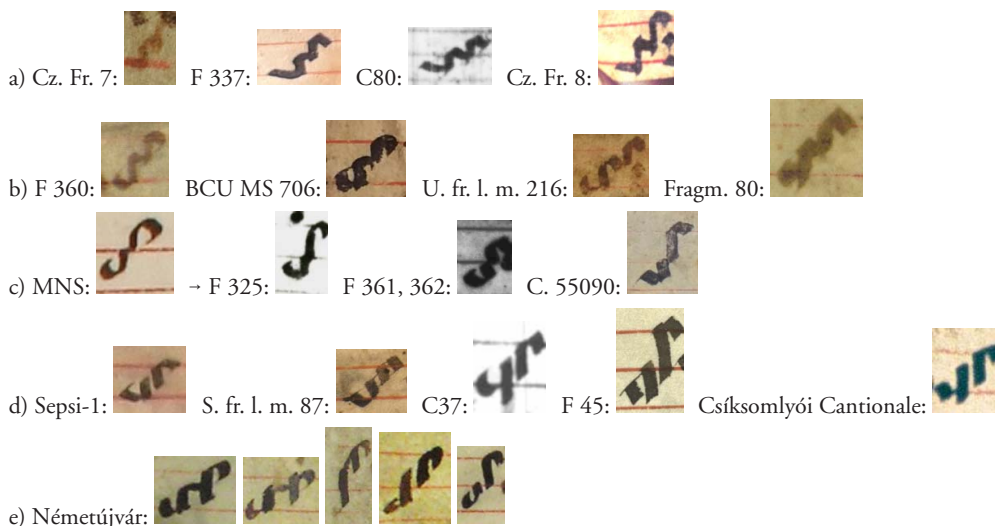 a) Cz. Fr. 7: F 337: C80: Cz. Fr. 8:
b) F 360: BCU MS 706: U. fr. l. m. 216: Fragm. 80:
c) MNS: → F 325: F 361, 362: C. 55090:
d) Sepsi-1: S. fr. l. m. 87: C37: F 45: Csíksomlyói Cantionale:
e) Németújvár: